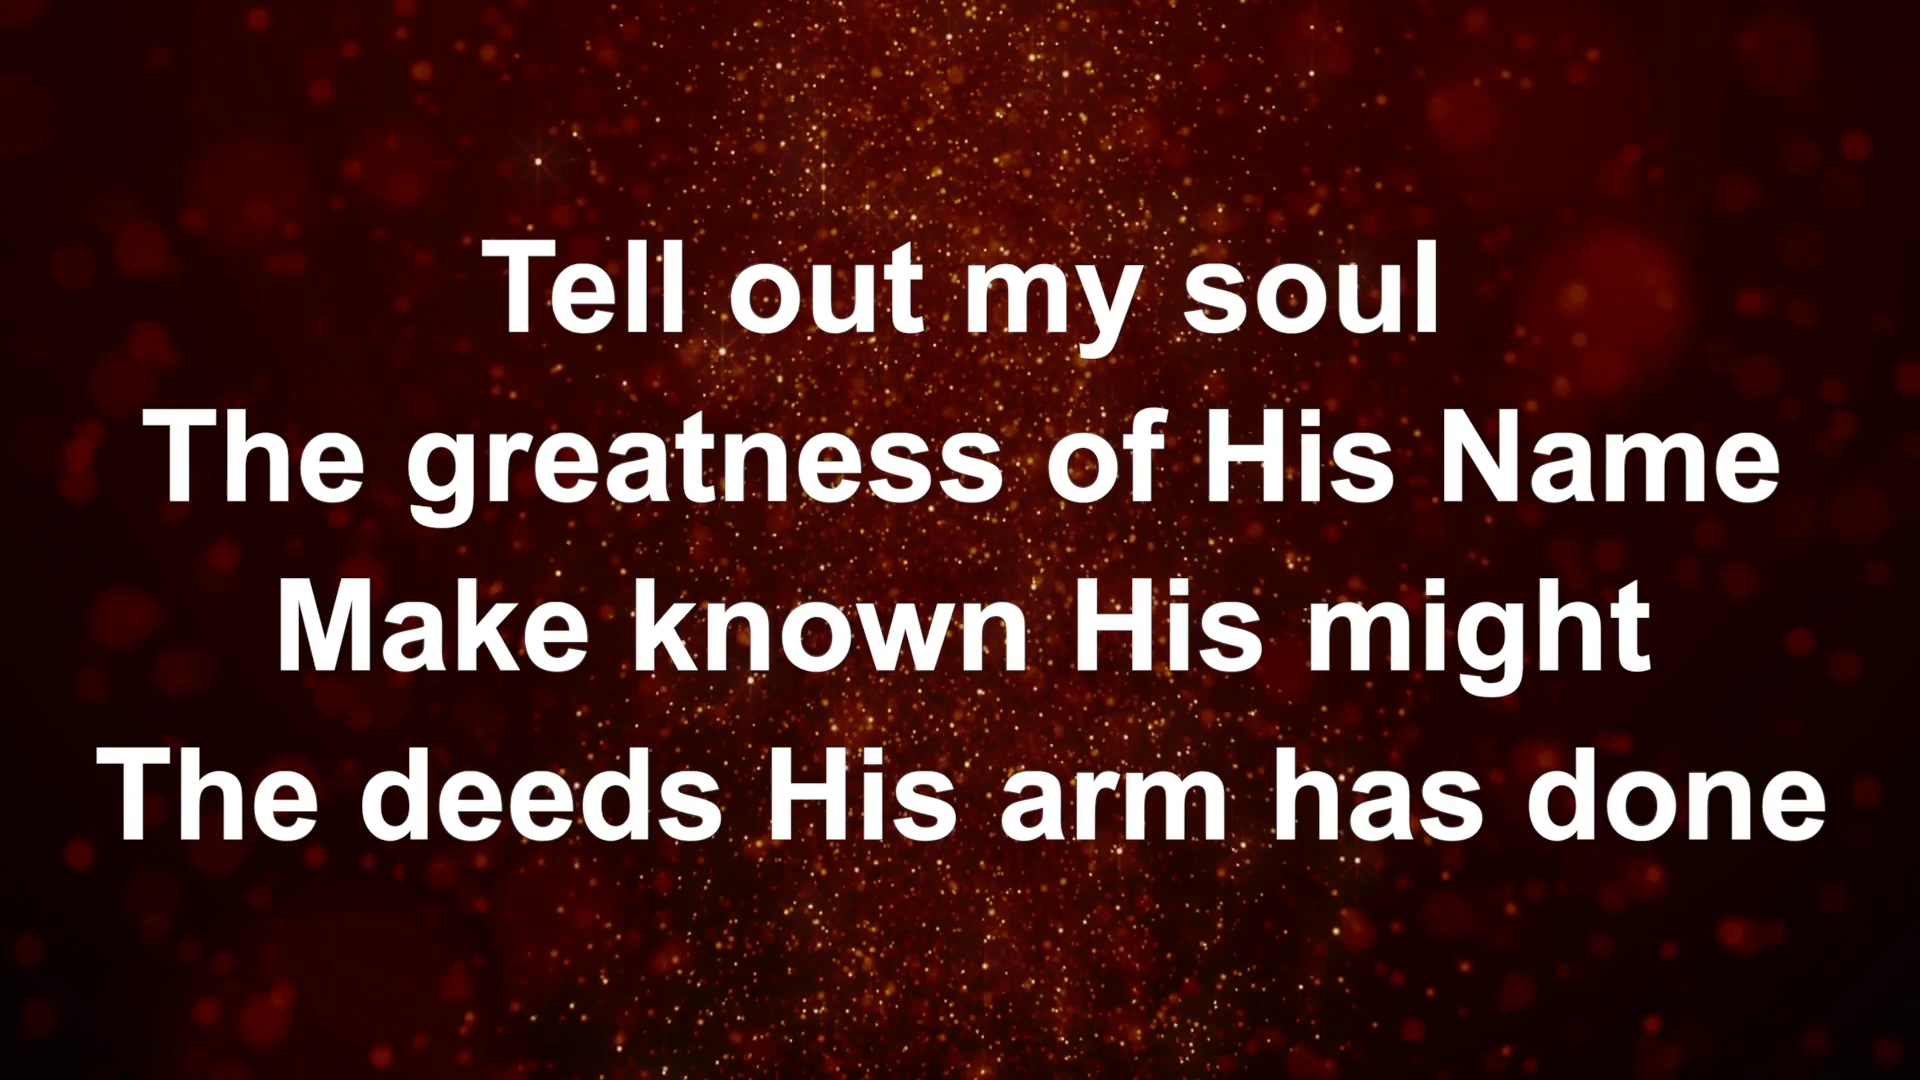 Tell out my soul
The greatness of His Name
Make known His might
The deeds His arm has done